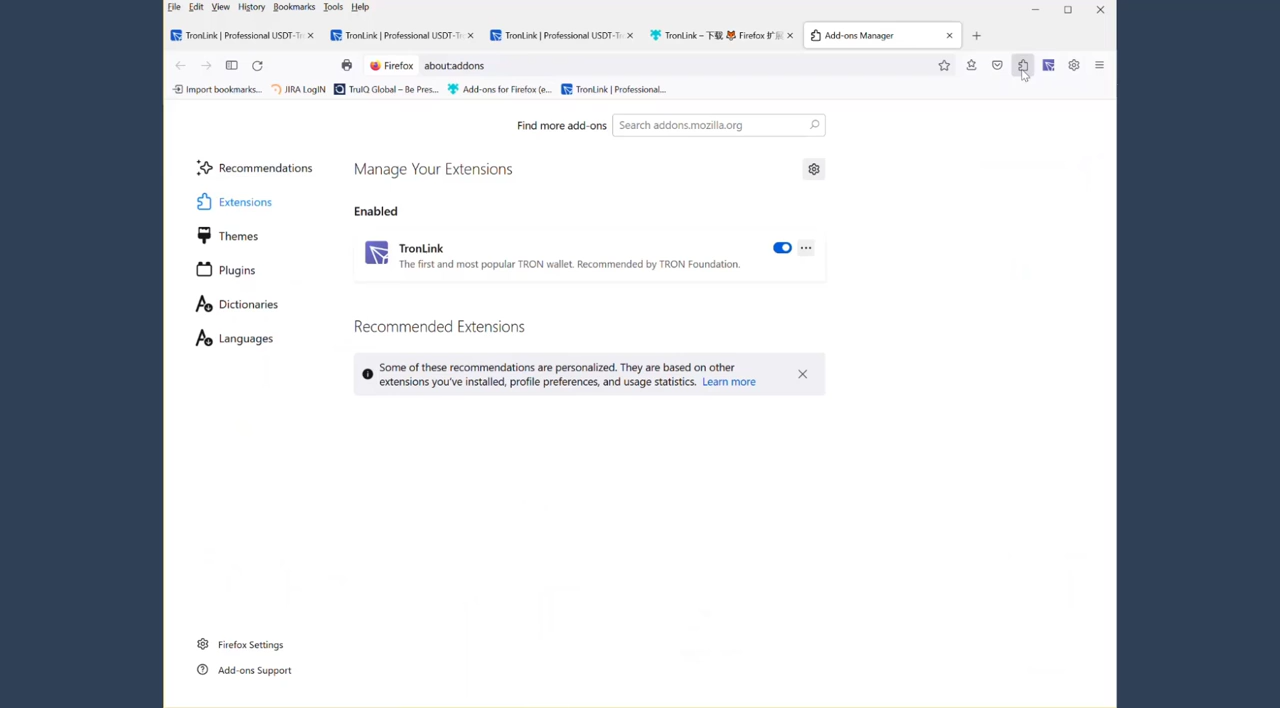 File Edit View History Bookmarks Tools Help
TronLink | Professional USDT-Tr
TronLink | Professional USDT-Tr
TronLink | Professional USDT-Tr
TronLink – 下载 🦊 Firefox 扩展
Add-ons Manager
Firefox about:addons
Import bookmarks... JIRA LogIN TruIQ Global – Be Pres... Add-ons for Firefox (e... TronLink | Professional...
Find more add-ons Search addons.mozilla.org
Recommendations
Extensions
Themes
Plugins
Dictionaries
Languages
Manage Your Extensions
Enabled
TronLink
The first and most popular TRON wallet. Recommended by TRON Foundation.
Recommended Extensions
Some of these recommendations are personalized. They are based on other
extensions you've installed, profile preferences, and usage statistics. Learn more
Firefox Settings
Add-ons Support